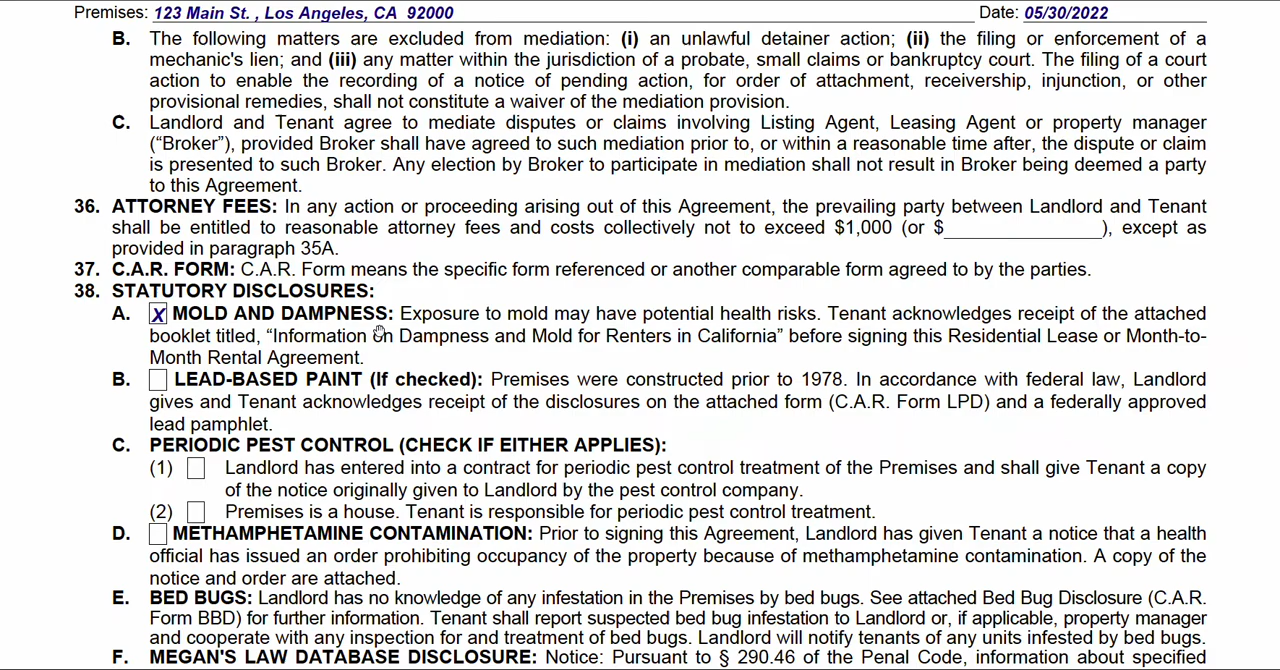 Premises: 123 Main St. , Los Angeles, CA 92000 Date: 05/30/2022
B. The following matters are excluded from mediation: (i) an unlawful detainer action; (ii) the filing or enforcement of a
mechanic's lien; and (iii) any matter within the jurisdiction of a probate, small claims or bankruptcy court. The filing of a court
action to enable the recording of a notice of pending action, for order of attachment, receivership, injunction, or other
provisional remedies, shall not constitute a waiver of the mediation provision.
C. Landlord and Tenant agree to mediate disputes or claims involving Listing Agent, Leasing Agent or property manager
(“Broker”), provided Broker shall have agreed to such mediation prior to, or within a reasonable time after, the dispute or claim
is presented to such Broker. Any election by Broker to participate in mediation shall not result in Broker being deemed a party
to this Agreement.
36. ATTORNEY FEES: In any action or proceeding arising out of this Agreement, the prevailing party between Landlord and Tenant
shall be entitled to reasonable attorney fees and costs collectively not to exceed $1,000 (or $________________), except as
provided in paragraph 35A.
37. C.A.R. FORM: C.A.R. Form means the specific form referenced or another comparable form agreed to by the parties.
38. STATUTORY DISCLOSURES:
A. X MOLD AND DAMPNESS: Exposure to mold may have potential health risks. Tenant acknowledges receipt of the attached
booklet titled, “Information on Dampness and Mold for Renters in California” before signing this Residential Lease or Month-to-
Month Rental Agreement.
B. LEAD-BASED PAINT (If checked): Premises were constructed prior to 1978. In accordance with federal law, Landlord
gives and Tenant acknowledges receipt of the disclosures on the attached form (C.A.R. Form LPD) and a federally approved
lead pamphlet.
C. PERIODIC PEST CONTROL (CHECK IF EITHER APPLIES):
(1) Landlord has entered into a contract for periodic pest control treatment of the Premises and shall give Tenant a copy
of the notice originally given to Landlord by the pest control company.
(2) Premises is a house. Tenant is responsible for periodic pest control treatment.
D. METHAMPHETAMINE CONTAMINATION: Prior to signing this Agreement, Landlord has given Tenant a notice that a health
official has issued an order prohibiting occupancy of the property because of methamphetamine contamination. A copy of the
notice and order are attached.
E. BED BUGS: Landlord has no knowledge of any infestation in the Premises by bed bugs. See attached Bed Bug Disclosure (C.A.R.
Form BBD) for further information. Tenant shall report suspected bed bug infestation to Landlord or, if applicable, property manager
and cooperate with any inspection for and treatment of bed bugs. Landlord will notify tenants of any units infested by bed bugs.
F. MEGAN'S LAW DATABASE DISCLOSURE: Notice: Pursuant to § 290.46 of the Penal Code, information about specified